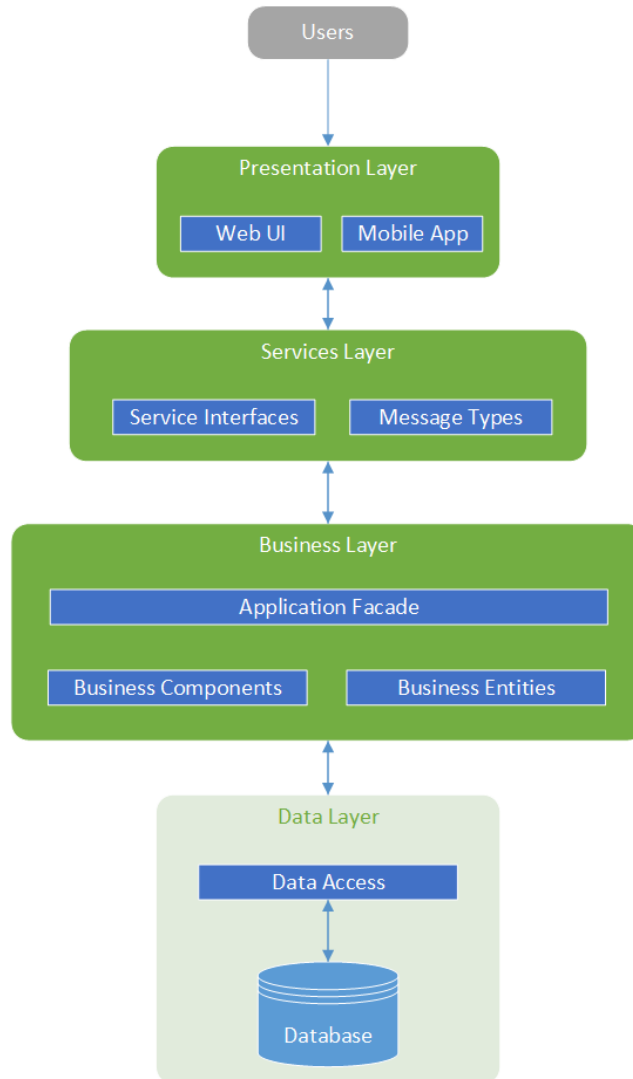 Users
Presentation Layer
Web UI
Mobile App
Services Layer
Service Interfaces
Message Types
Business Layer
Application Facade
Business Components
Business Entities
Data Layer
Data Access
Database